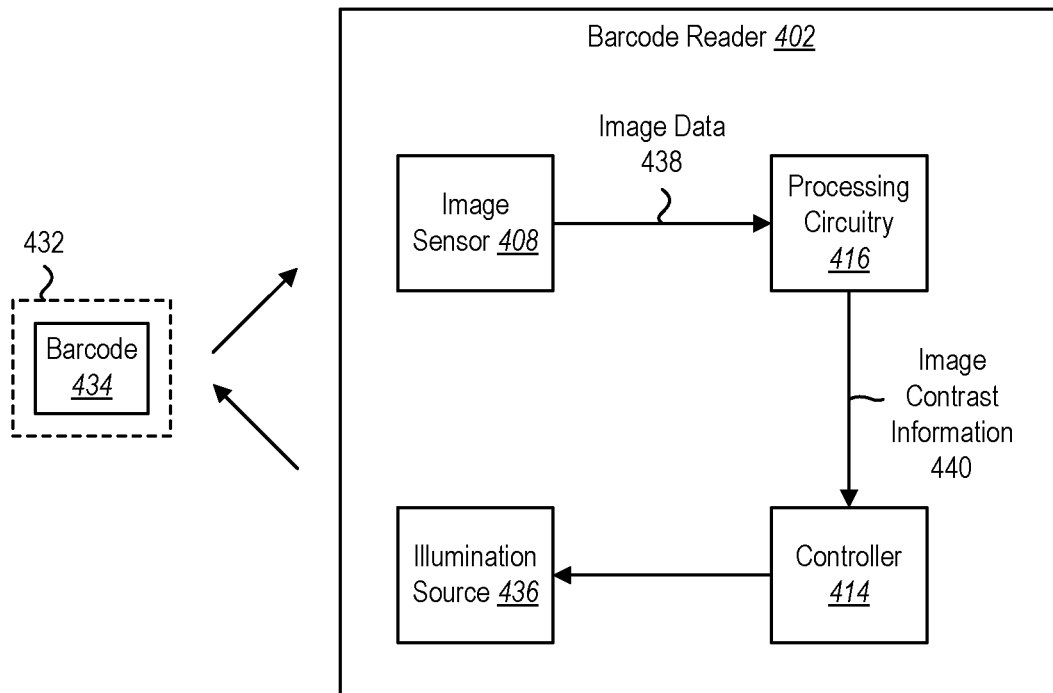 Barcode Reader 402
Image Data
438
Image
Sensor 408
Processing
Circuitry
416
432
Barcode
434
Image
Contrast
Information
440
Illumination
Source 436
Controller
414